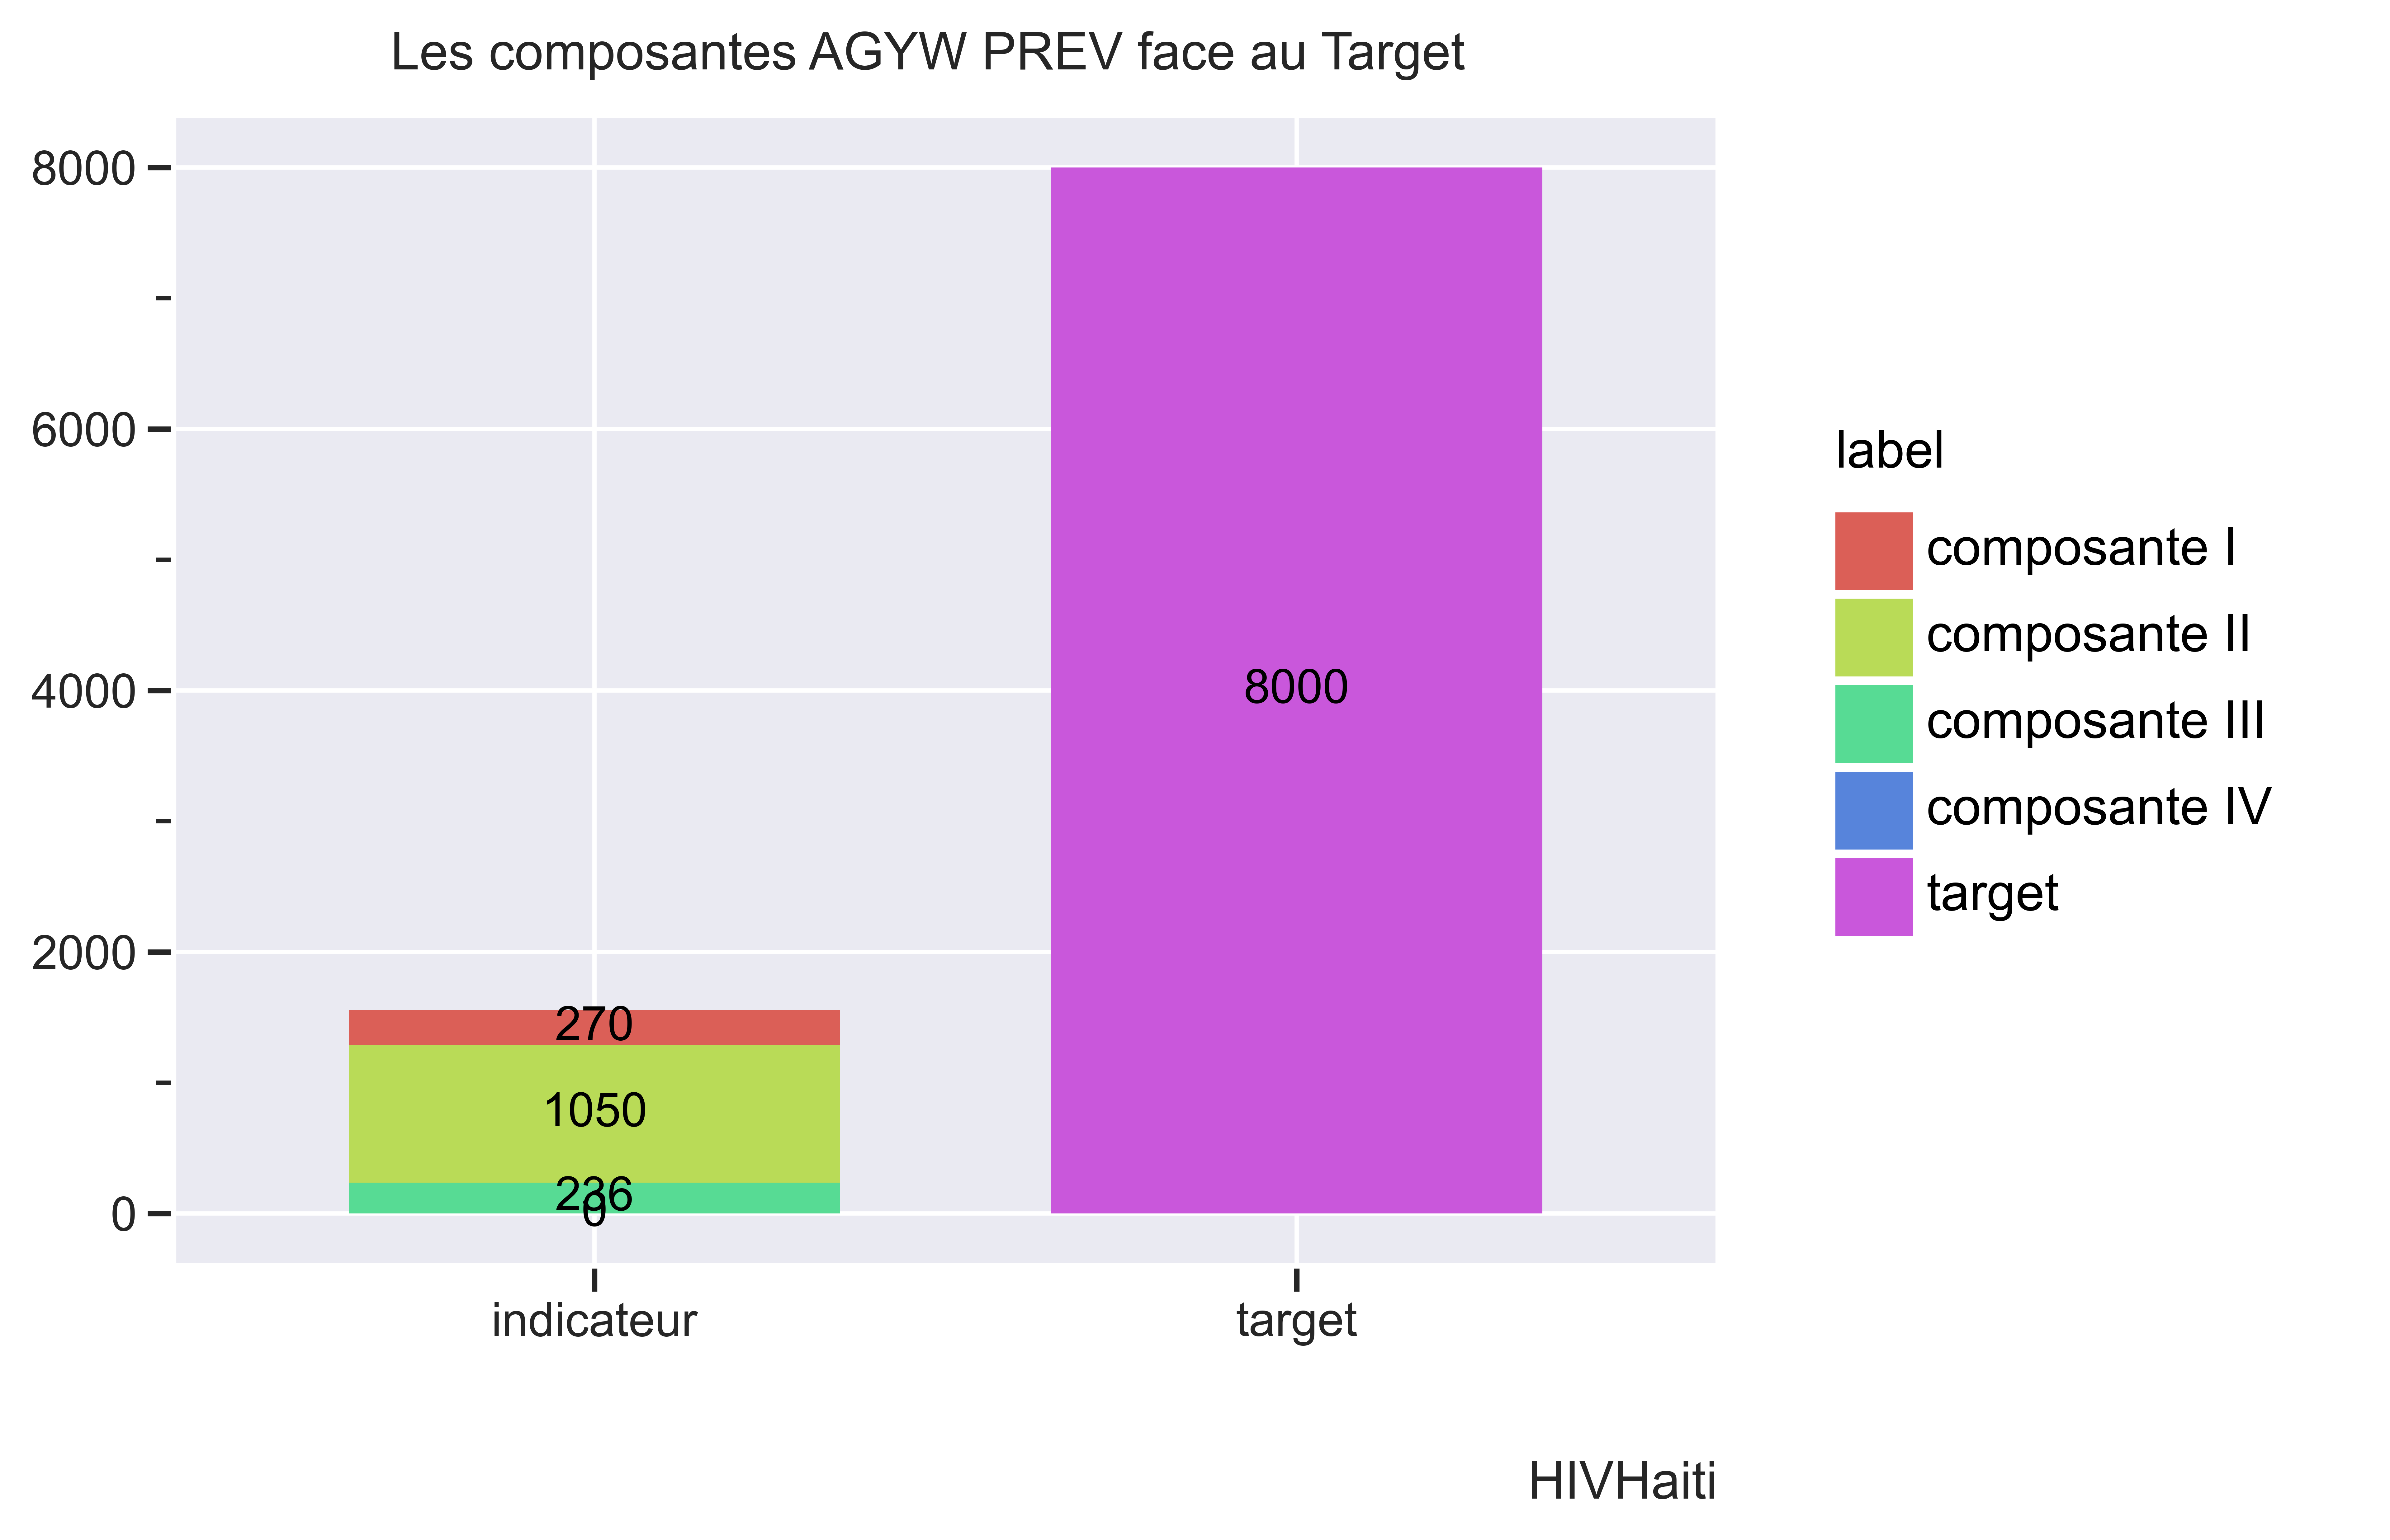 Les composantes AGYW PREV face au Target
8000
6000
4000
2000
0
8000
270
1050
236
0
indicateur
target
label
composante I
composante II
composante III
composante IV
target
HIVHaiti